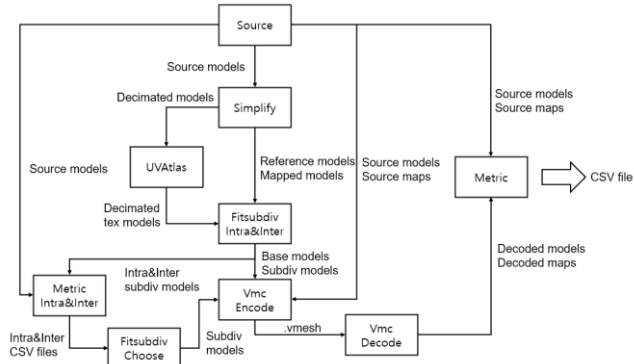 Source
Source models
Decimated models
Simplify
Source models
Source maps
UVAtlas
Reference models
Mapped models
Source models
Source models
Source maps
Metric
CSV file
Decimated
tex models
Fitsubdiv
Intra&Inter
Decoded models
Decoded maps
Base models
Subdiv models
Intra&Inter
subdiv models
Metric
Intra&Inter
Vmc
Encode
.vmesh
Vmc
Decode
Intra&Inter
CSV files
Fitsubdiv
Choose
Subdiv
models